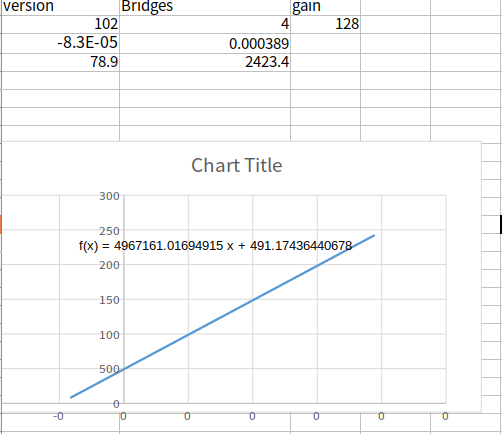 version Bridges gain
102 4 128
-8.3E-05 0.000389
78.9 2423.4
Chart Title
300
250
f(x) = 4967161.01694915 x + 491.17436440678
200
150
100
500
0
-0 0 0 0 0 0 0